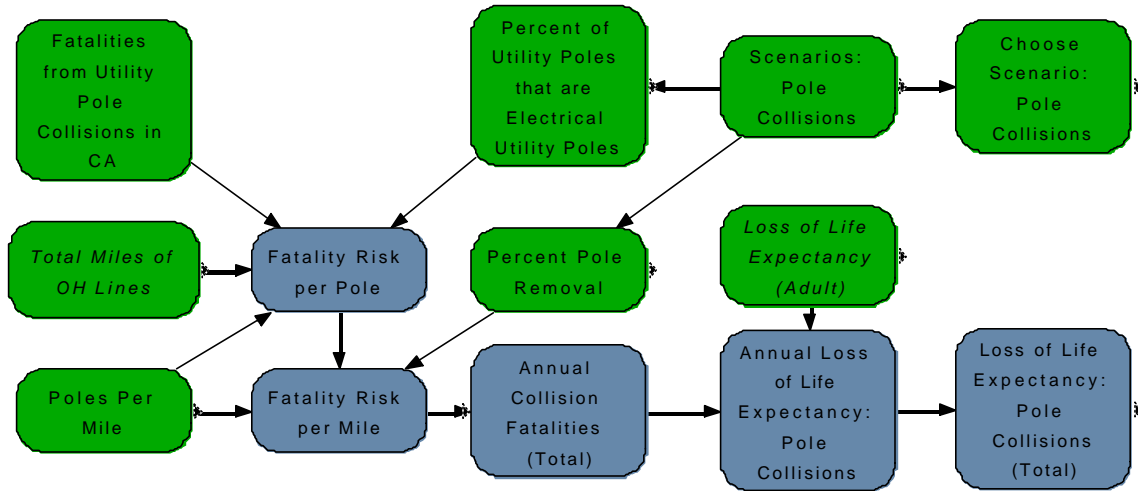 Fatalities
from Utility
Pole
Collisions in
CA
Percent of
Utility Poles
that are
Electrical
Utility Poles
Scenarios:
Pole
Collisions
Choose
Scenario:
Pole
Collisions
Total Miles of
OH Lines
Fatality Risk
per Pole
Percent Pole
Removal
Loss of Life
Expectancy
(Adult)
Poles Per
Mile
Fatality Risk
per Mile
Annual
Collision
Fatalities
(Total)
Annual Loss
of Life
Expectancy:
Pole
Collisions
Loss of Life
Expectancy:
Pole
Collisions
(Total)